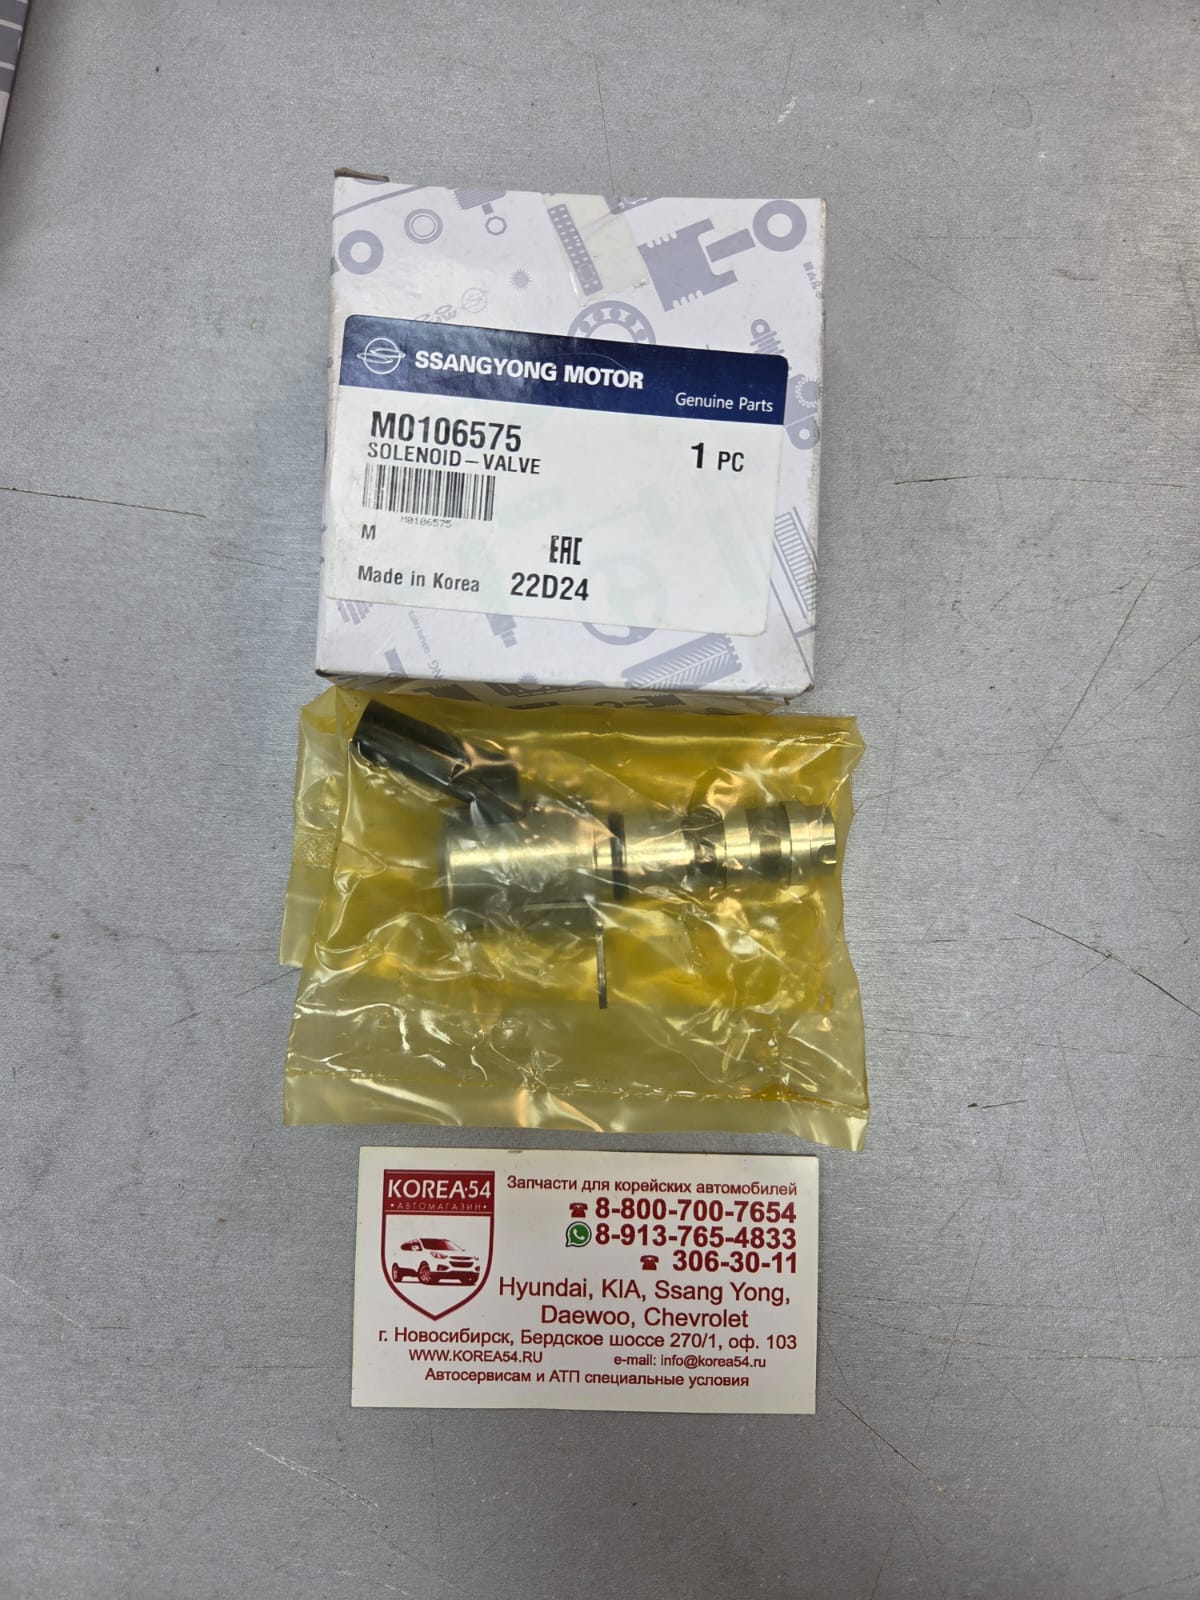 SSANGYONG MOTOR
Genuine Parts
M0106575
SOLENOID-VALVE
1 PC
M0106575
M
EAC
Made in Korea 22D24
KOREA·54
•АВТОМАГАЗИН•
Запчасти для корейских автомобилей
8-800-700-7654
8-913-765-4833
306-30-11
Hyundai, KIA, Ssang Yong,
Daewoo, Chevrolet
г. Новосибирск, Бердское шоссе 270/1, оф. 103
WWW.KOREA54.RU e-mail: info@korea54.ru
Автосервисам и АТП специальные условия